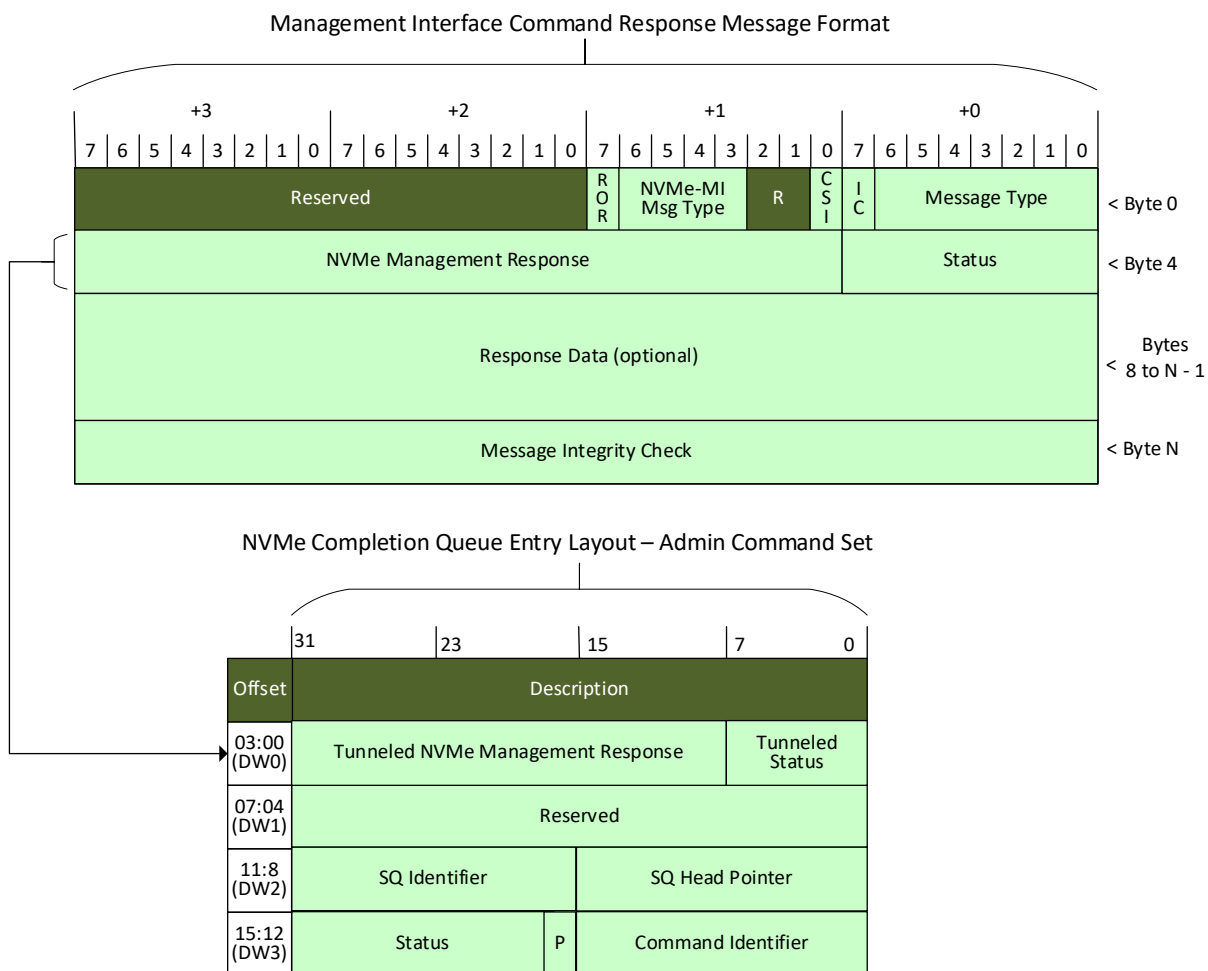 Management Interface Command Response Message Format
+3 +2 +1 +0
7 6 5 4 3 2 1 0 7 6 5 4 3 2 1 0 7 6 5 4 3 2 1 0 7 6 5 4 3 2 1 0
Reserved
R
O
R
NVMe-MI
Msg Type
R
C
S
I
I
C
Message Type
< Byte 0
NVMe Management Response Status < Byte 4
Response Data (optional)
Bytes
< 8 to N - 1
Message Integrity Check < Byte N
NVMe Completion Queue Entry Layout – Admin Command Set
31 23 15 7 0
Offset Description
03:00
(DW0)
Tunneled NVMe Management Response
Tunneled
Status
07:04
(DW1)
Reserved
11:8
(DW2)
SQ Identifier SQ Head Pointer
15:12
(DW3)
Status P Command Identifier